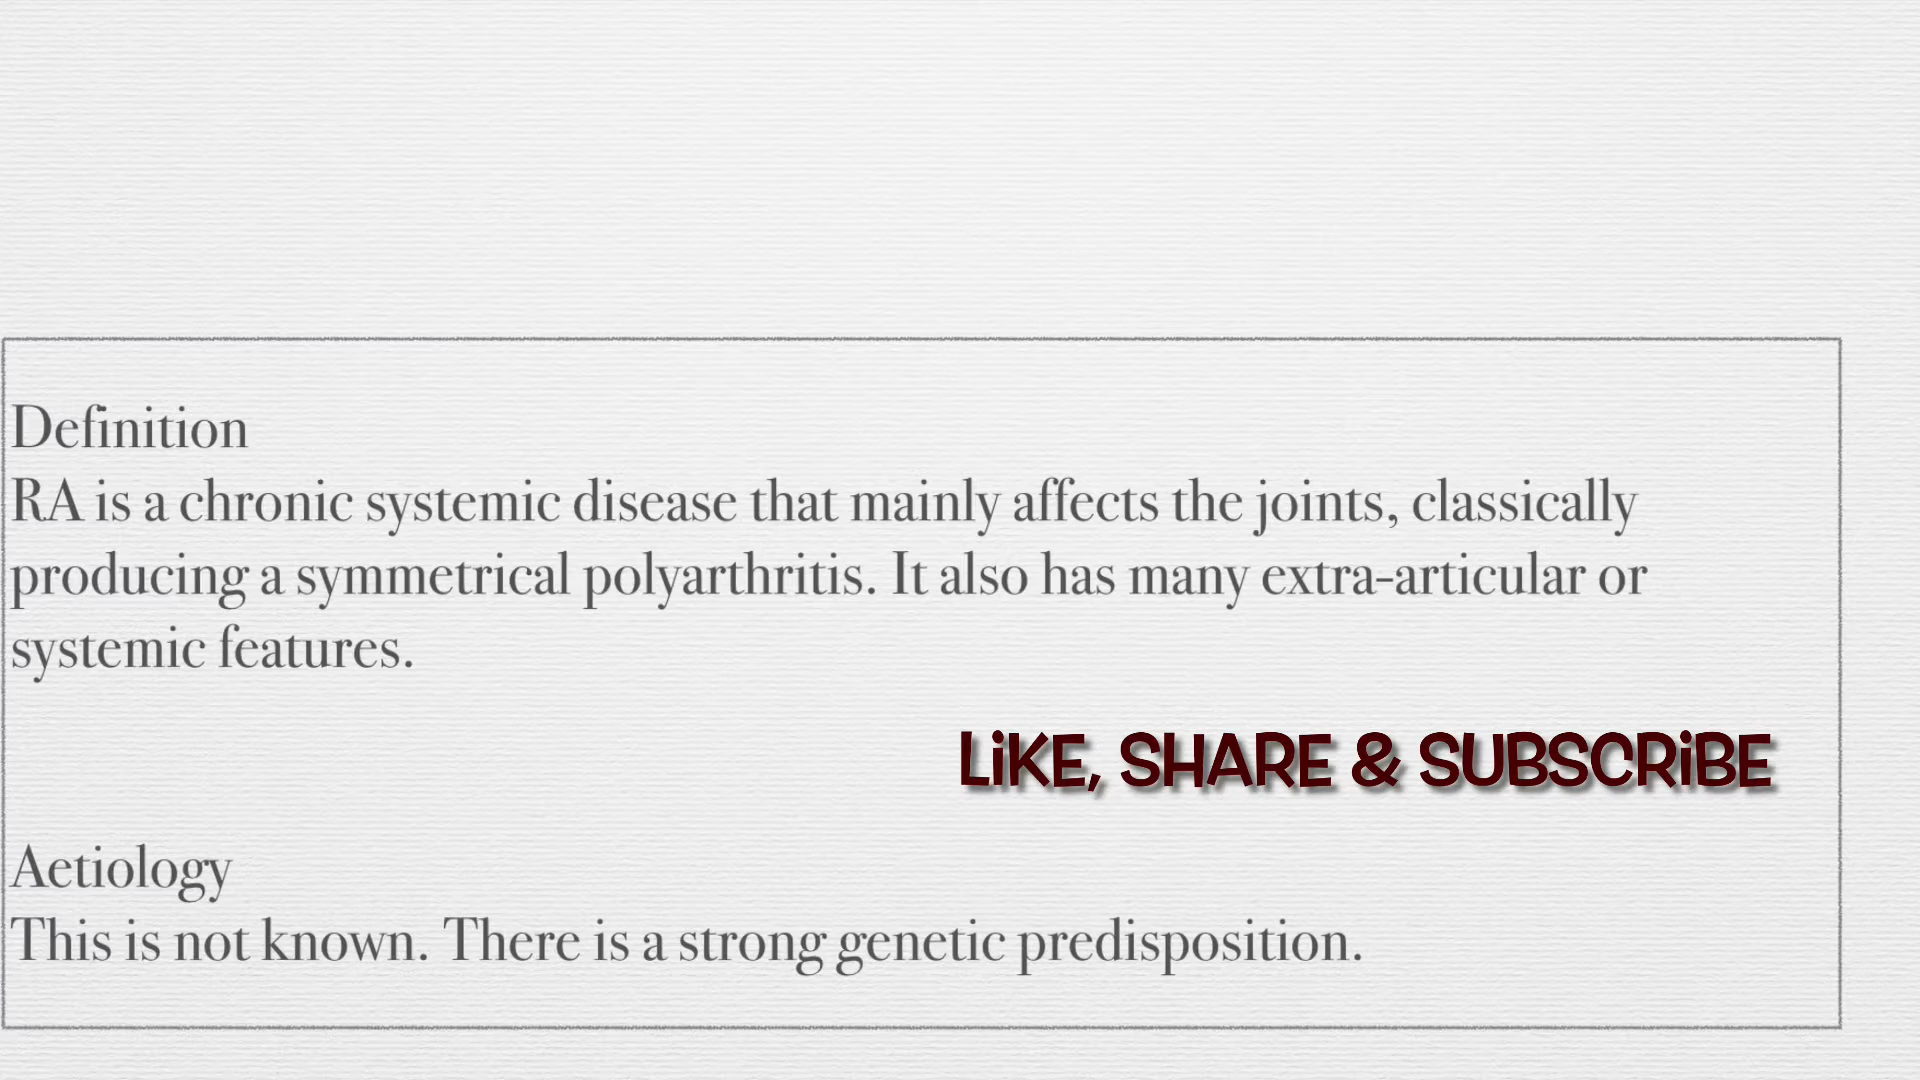 Definition
RA is a chronic systemic disease that mainly affects the joints, classically
producing a symmetrical polyarthritis. It also has many extra-articular or
systemic features.
LiKE, SHARE & SUBSCRiBE
Aetiology
This is not known. There is a strong genetic predisposition.